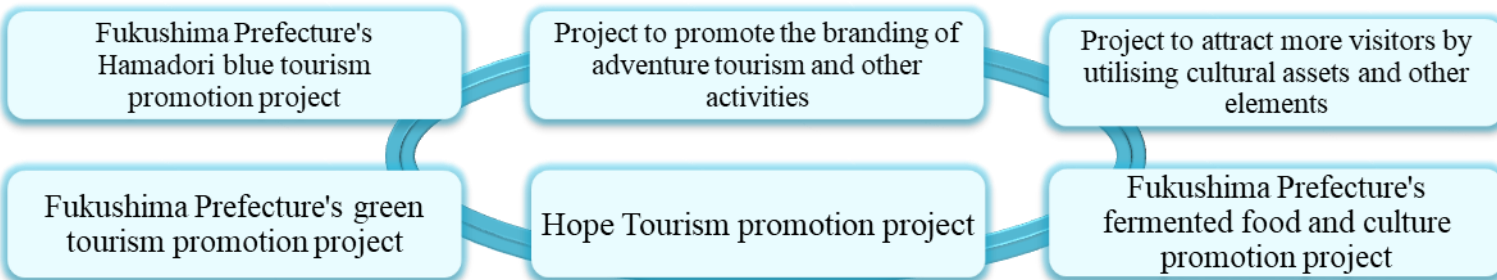 Fukushima Prefecture's
Hamadori blue tourism
promotion project
Project to promote the branding of
adventure tourism and other
activities
Project to attract more visitors by
utilising cultural assets and other
elements
Fukushima Prefecture's green
tourism promotion project
Hope Tourism promotion project
Fukushima Prefecture's
fermented food and culture
promotion project